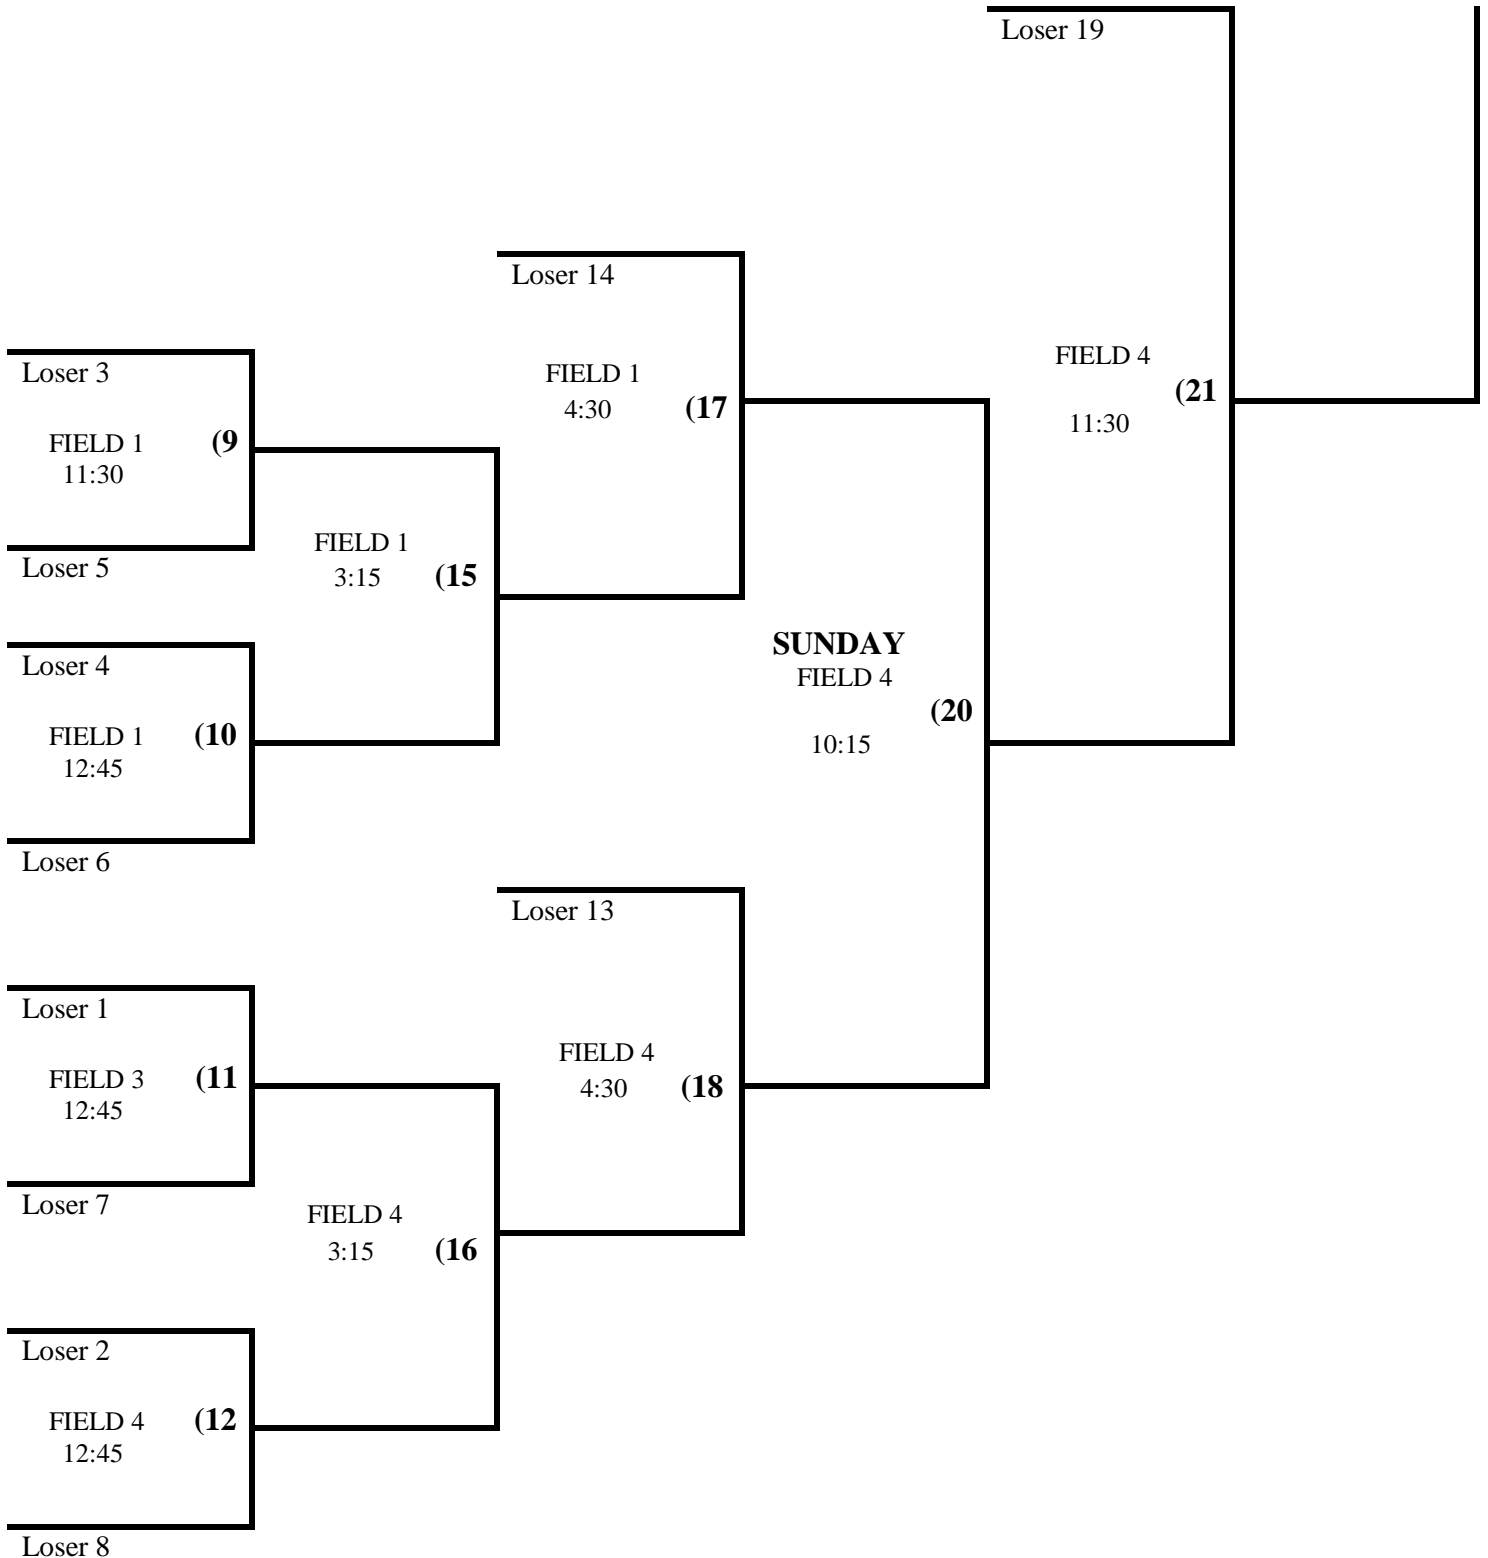 Loser 19
Loser 14
FIELD 4
Loser 3
FIELD 1
4:30
(17
(21
11:30
FIELD 1
11:30
(9
FIELD 1
3:15
(15
Loser 5
SUNDAY
FIELD 4
(20
10:15
Loser 4
FIELD 1
12:45
(10
Loser 6
Loser 13
Loser 1
FIELD 4
4:30
(18
FIELD 3
12:45
(11
Loser 7
FIELD 4
3:15
(16
Loser 2
FIELD 4
12:45
(12
Loser 8